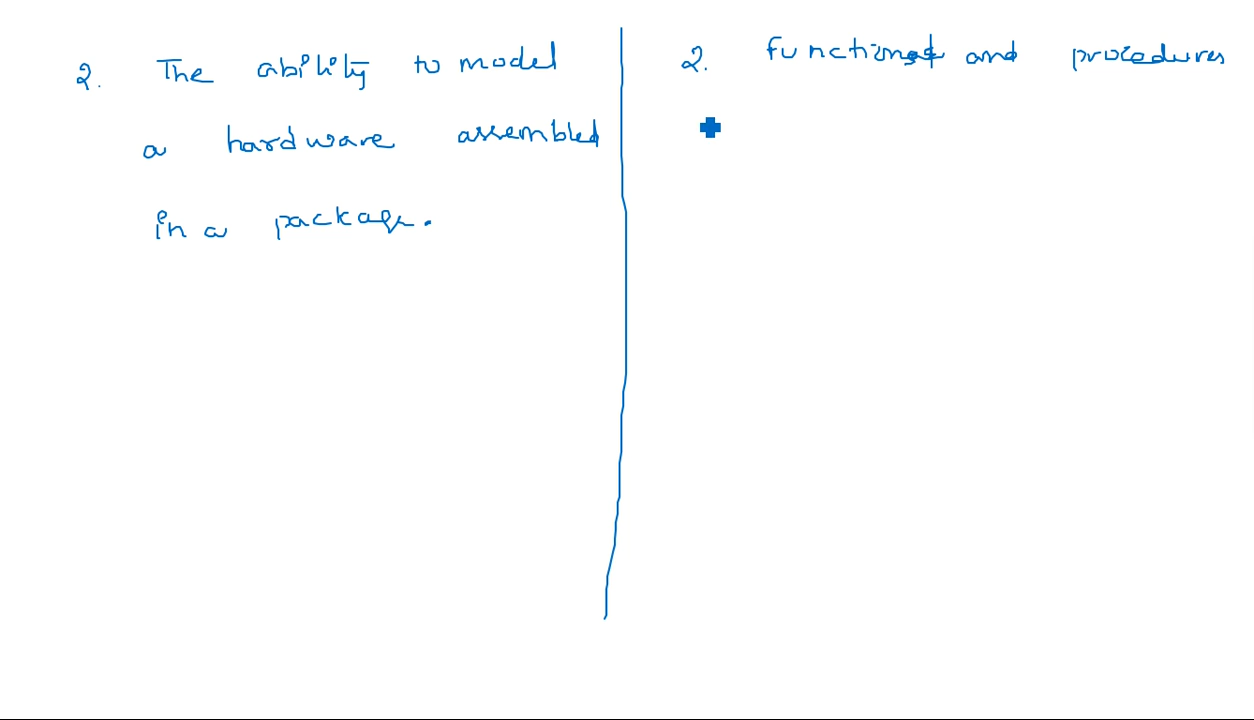 2. The ability to model
a hardware assembled
in a package.
2. functions and procedures